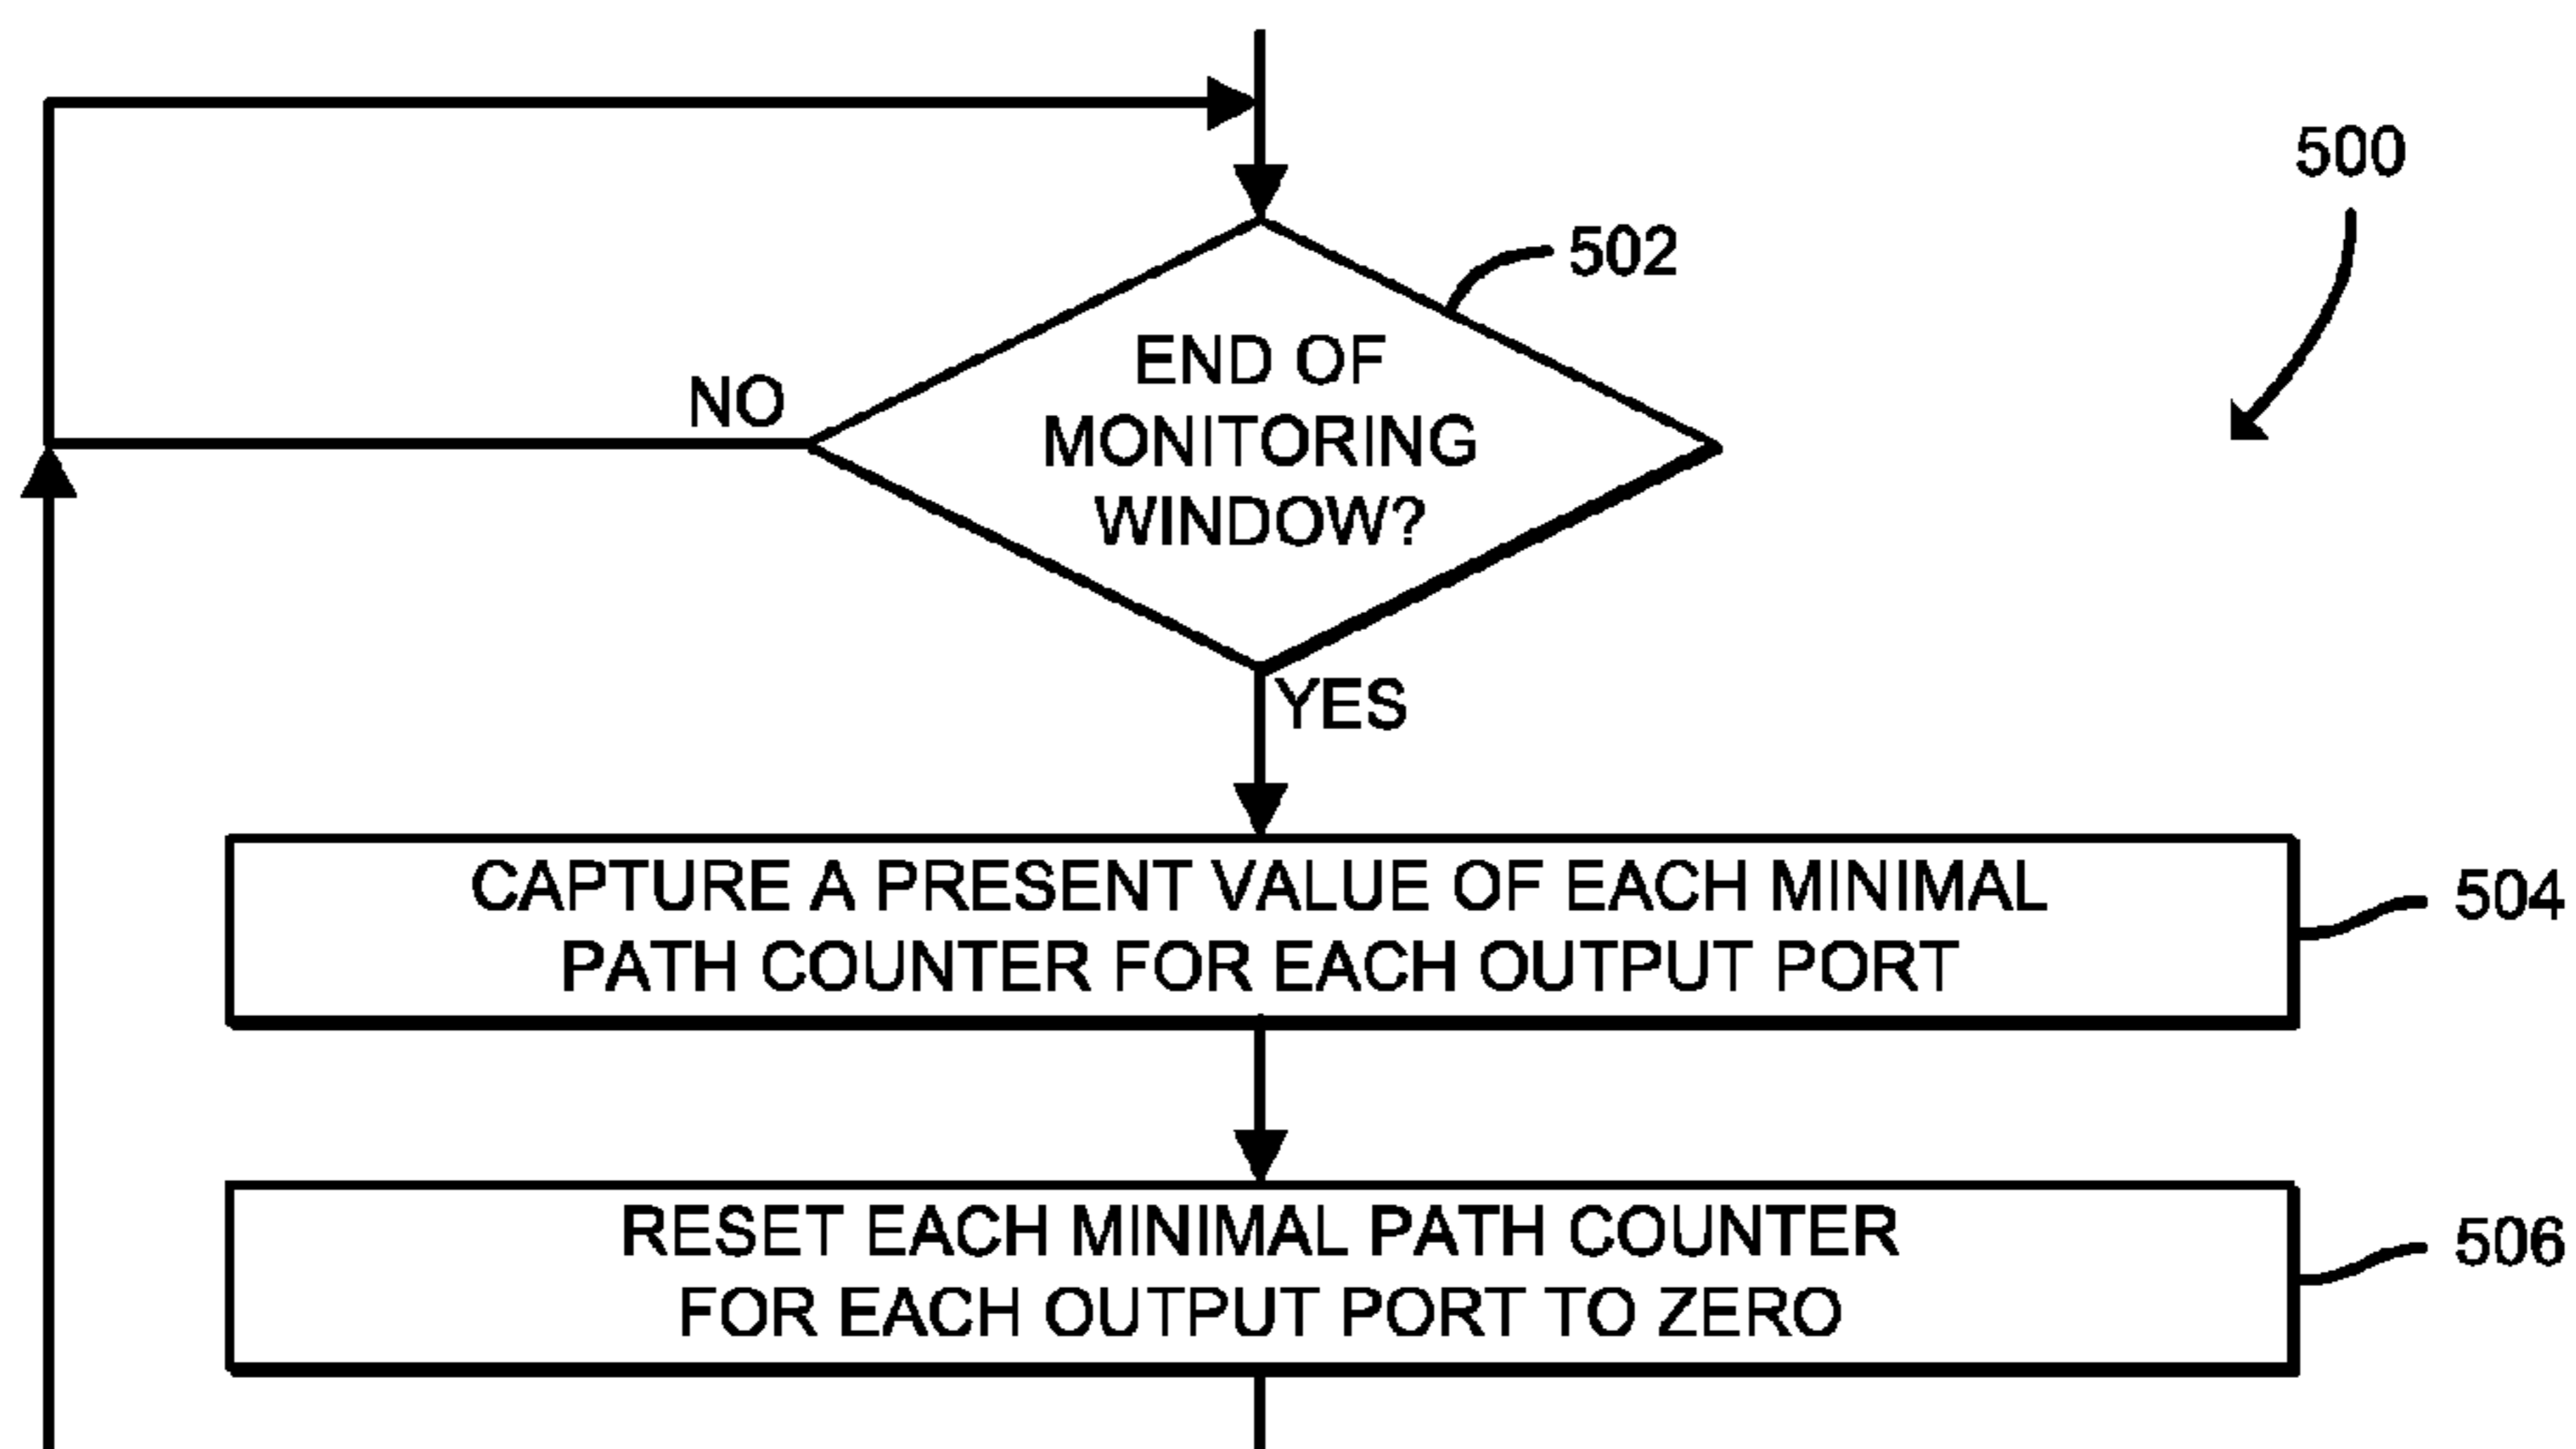 500
502
END OF
MONITORING
WINDOW?
NO
YES
CAPTURE A PRESENT VALUE OF EACH MINIMAL
PATH COUNTER FOR EACH OUTPUT PORT
504
RESET EACH MINIMAL PATH COUNTER
FOR EACH OUTPUT PORT TO ZERO
506